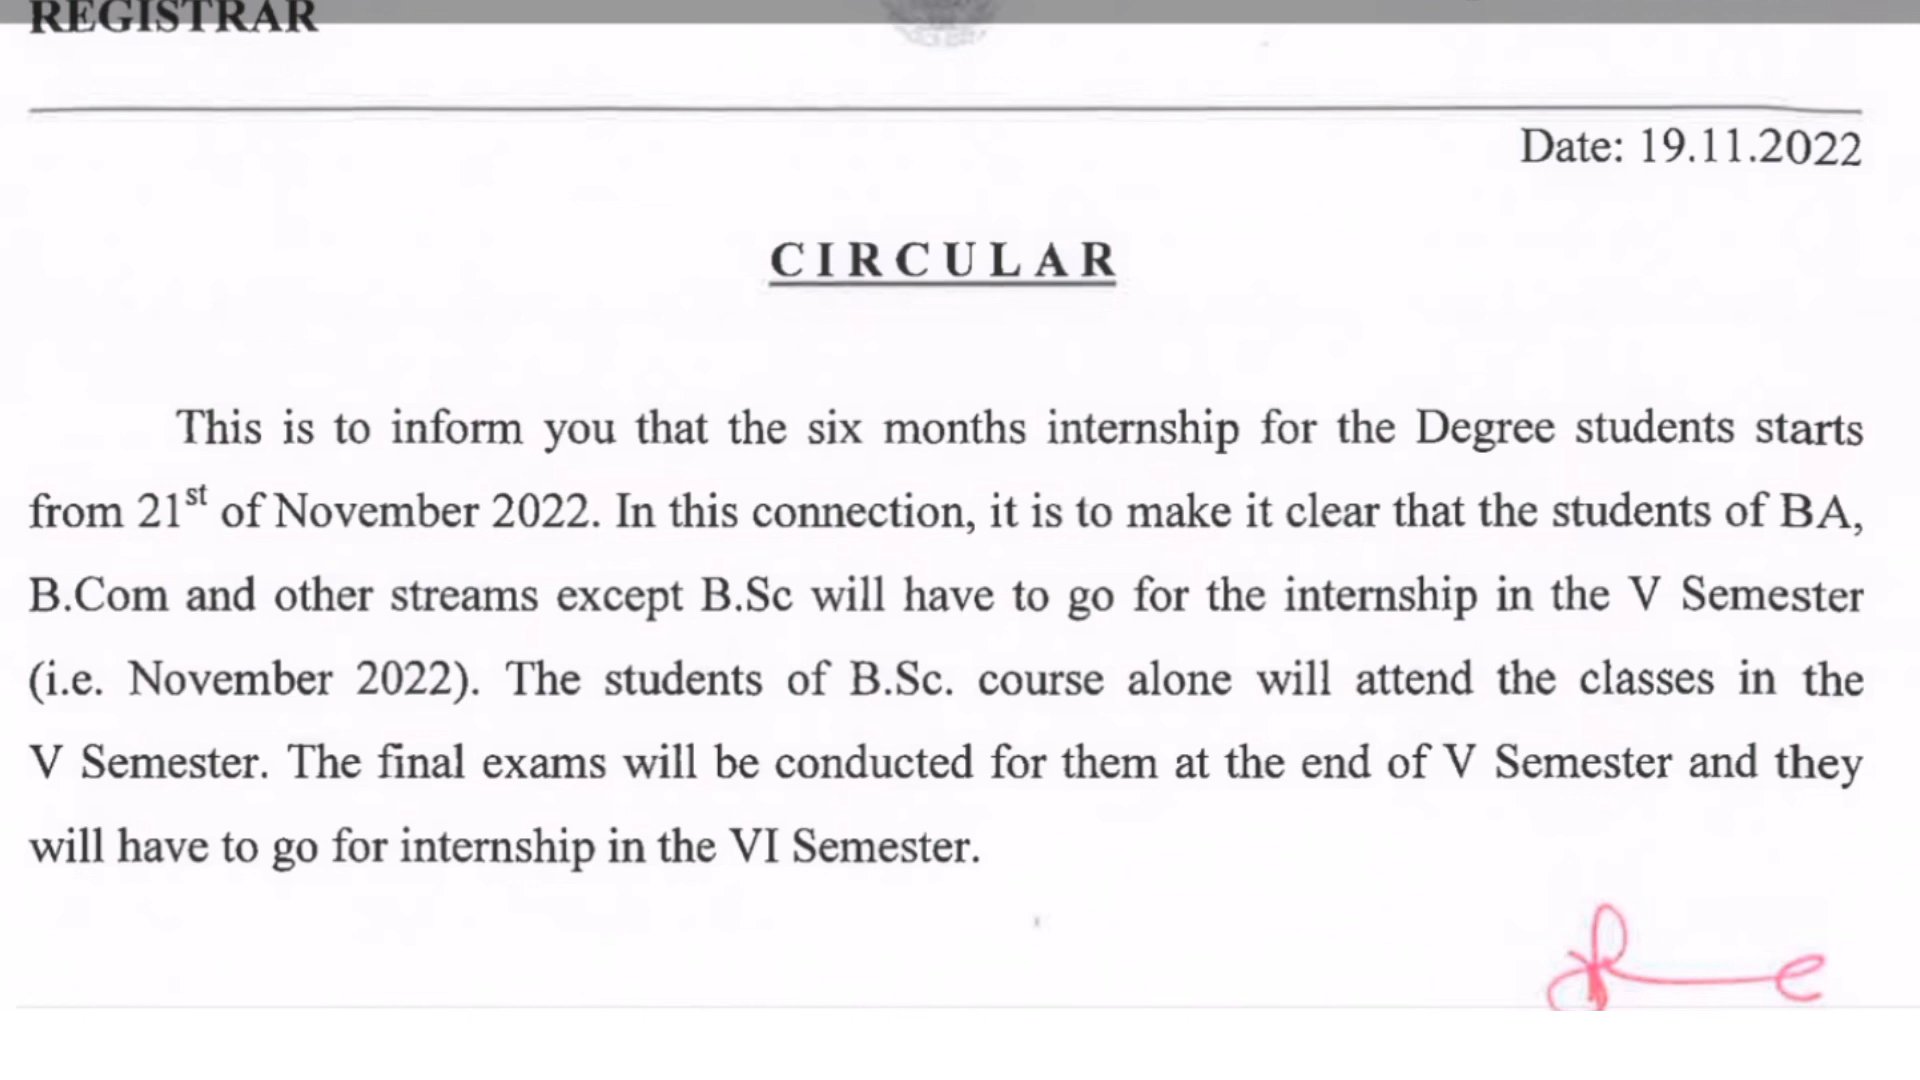 REGISTRAR
Date: 19.11.2022
CIRCULAR
This is to inform you that the six months internship for the Degree students starts
from 21st of November 2022. In this connection, it is to make it clear that the students of BA,
B.Com and other streams except B.Sc will have to go for the internship in the V Semester
(i.e. November 2022). The students of B.Sc. course alone will attend the classes in the
V Semester. The final exams will be conducted for them at the end of V Semester and they
will have to go for internship in the VI Semester.